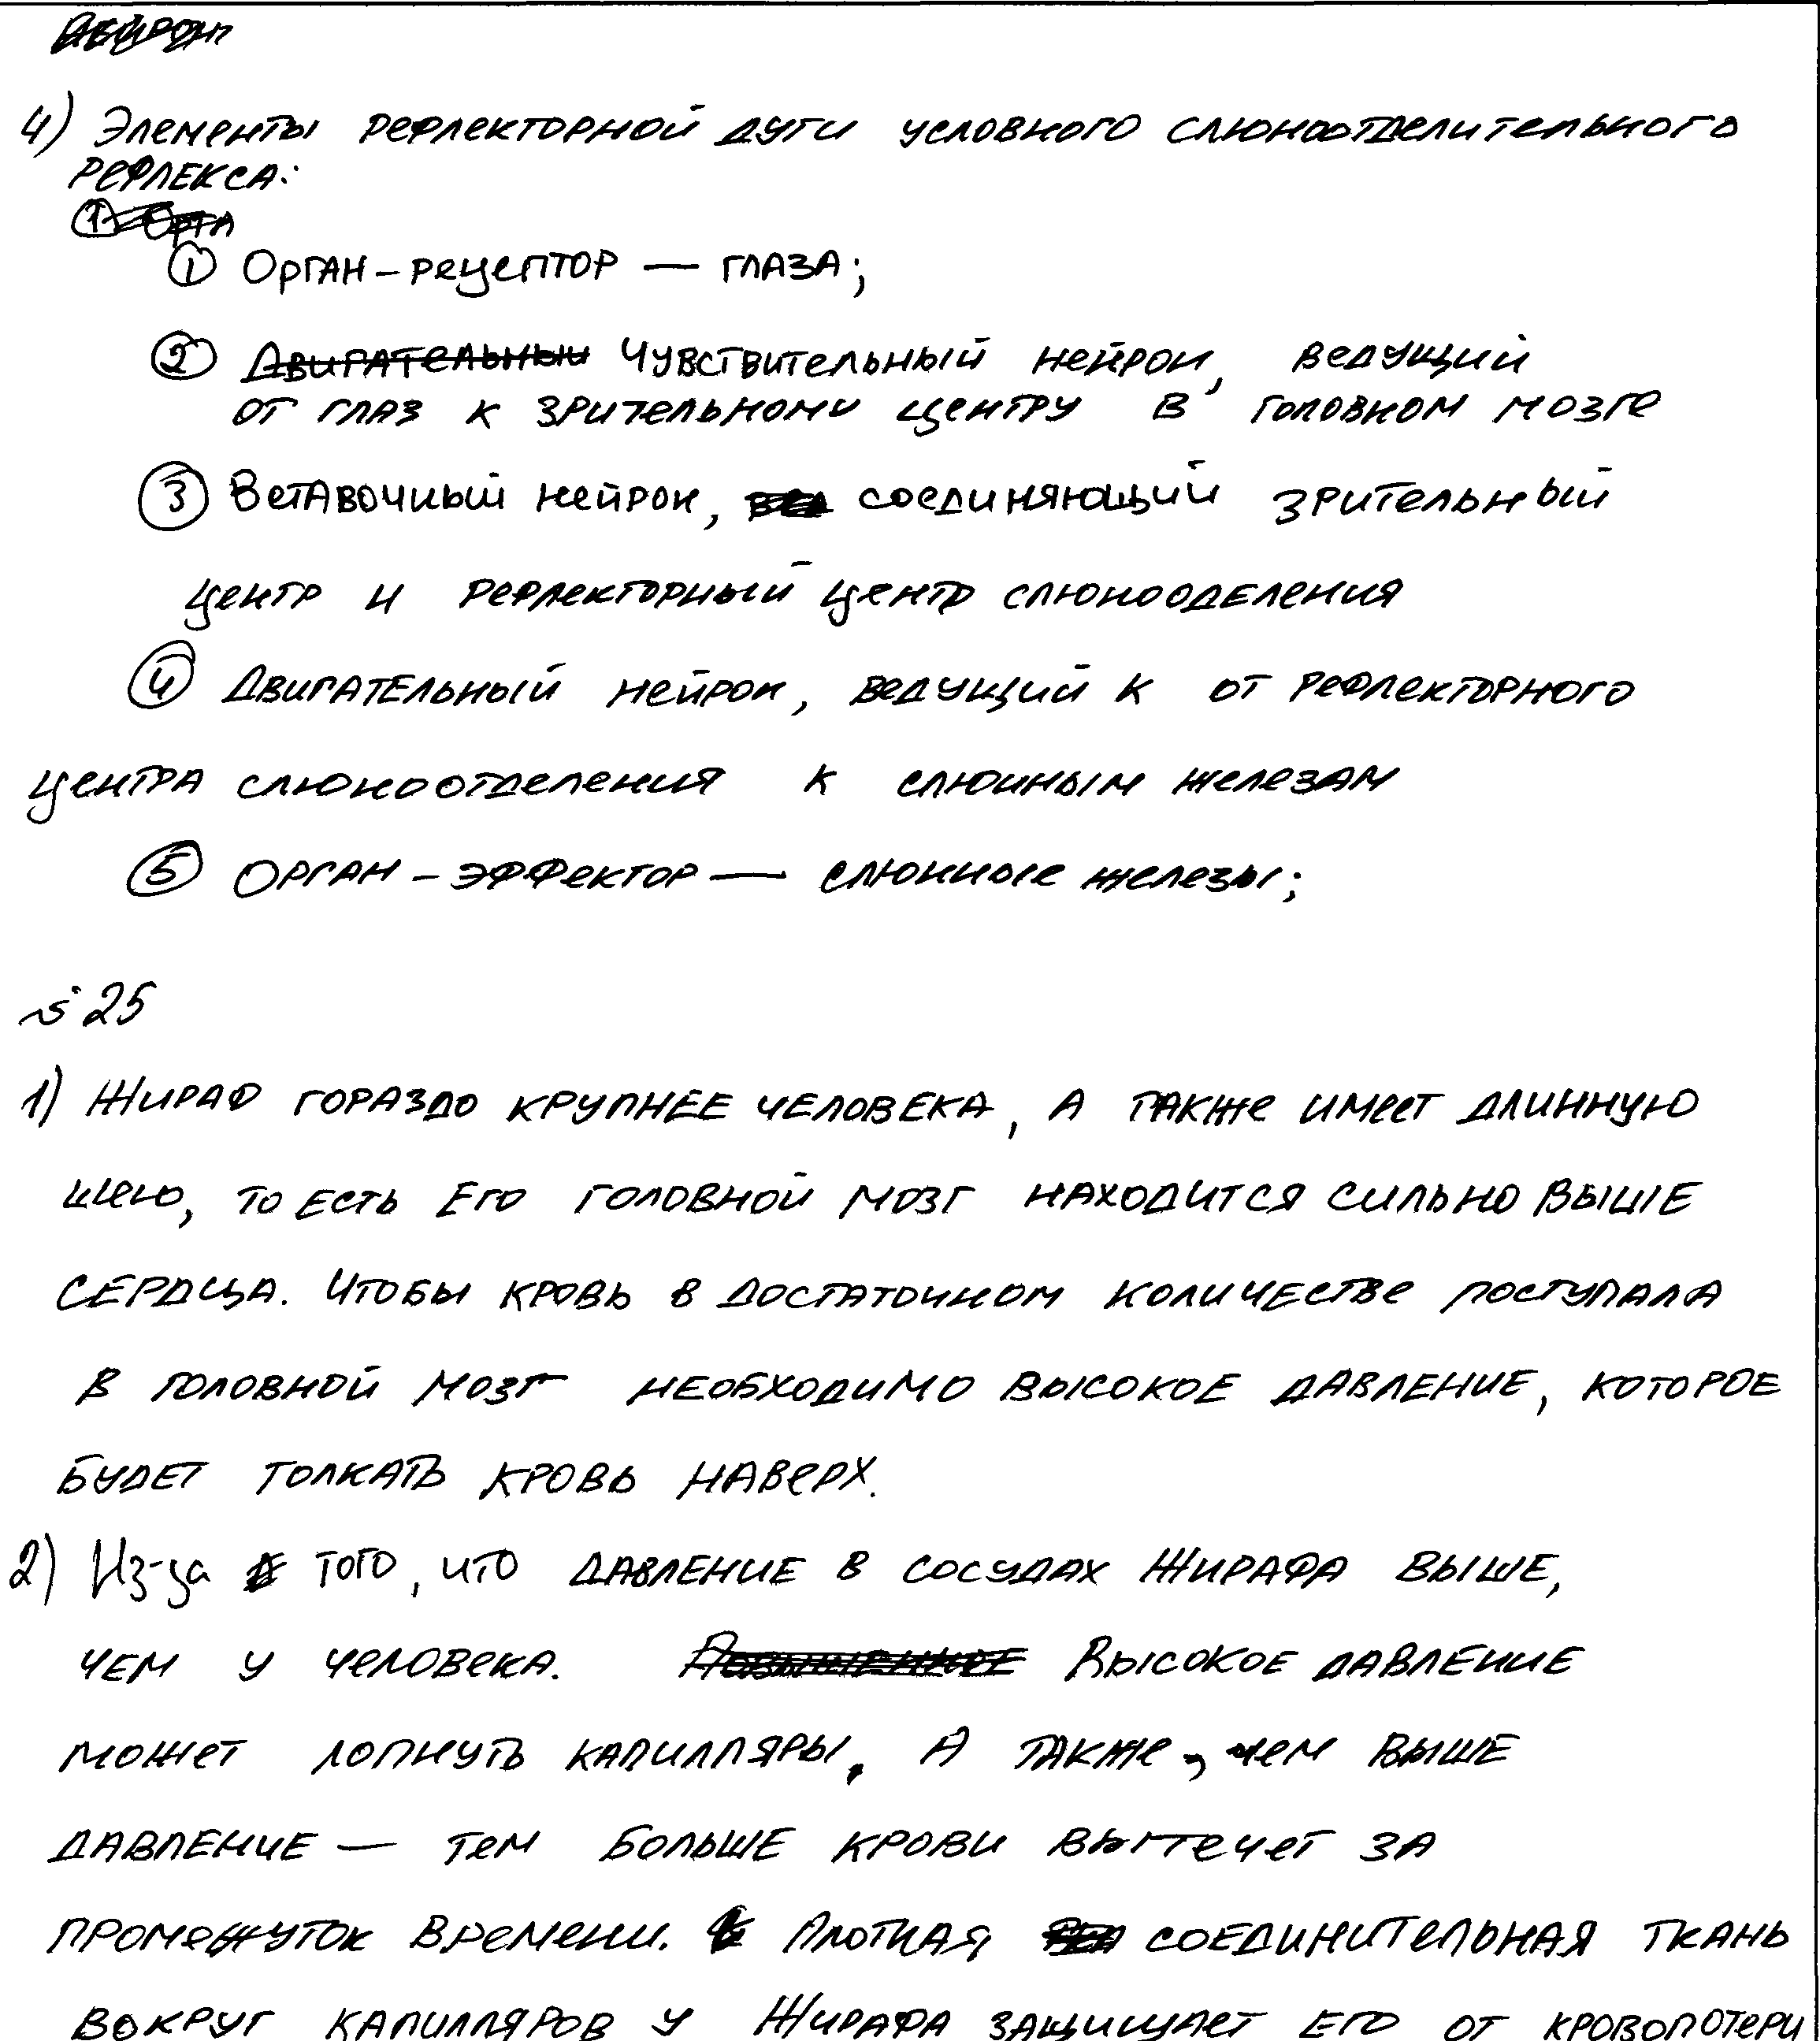 4) Элементы рефлекторной дуги условного слюноотделительного
рефлекса:
① Орган-рецептор — глаза;
② Двигательный Чувствительный нейрон, ведущий
от глаз к зрительному центру в головном мозге
③ Вставочный нейрон, соединяющий зрительный
центр и рефлекторный центр слюнооделения
④ Двигательный нейрон, ведущий к от рефлекторного
центра слюноотделения к слюнным железам
⑤ Орган-эффектор — слюнные железы;
№25
1) Жираф гораздо крупнее человека, а также имеет длинную
шею, то есть его головной мозг находится сильно выше
сердца. Чтобы кровь в достаточном количестве поступала
в головной мозг необходимо высокое давление, которое
будет толкать кровь наверх.
2) Из-за того, что давление в сосудах жирафа выше,
чем у человека. Повышенное Высокое давление
может лопнуть капилляры. А также, чем выше
давление — тем больше крови вытечет за
промежуток времени. Плотная соединительная ткань
вокруг капилляров у жирафа защищает его от кровопотери